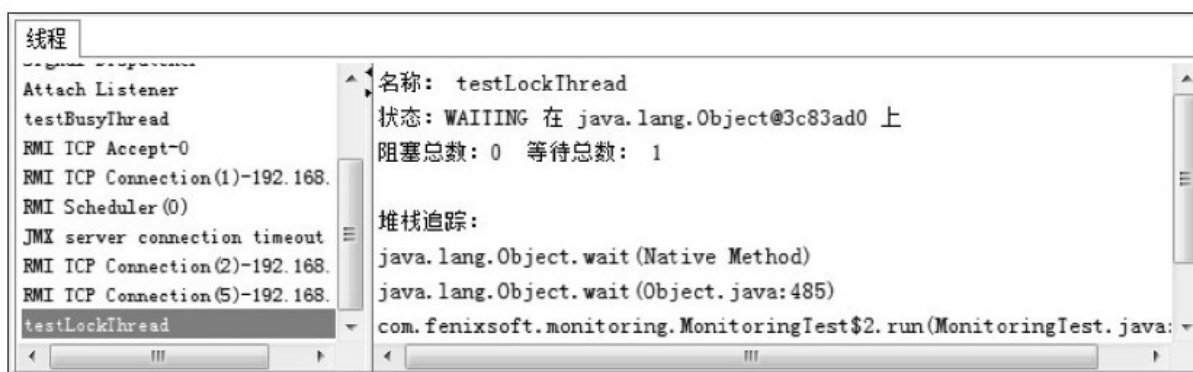 线程
Signal Dispatcher
Attach Listener
testBusyThread
RMI TCP Accept-0
RMI TCP Connection(1)-192.168.
RMI Scheduler(0)
JMX server connection timeout
RMI TCP Connection(2)-192.168.
RMI TCP Connection(5)-192.168.
testLockThread
名称： testLockThread
状态：WAITING 在 java.lang.Object@3c83ad0 上
阻塞总数：0 等待总数： 1
堆栈追踪：
java.lang.Object.wait(Native Method)
java.lang.Object.wait(Object.java:485)
com.fenixsoft.monitoring.MonitoringTest$2.run(MonitoringTest.java: